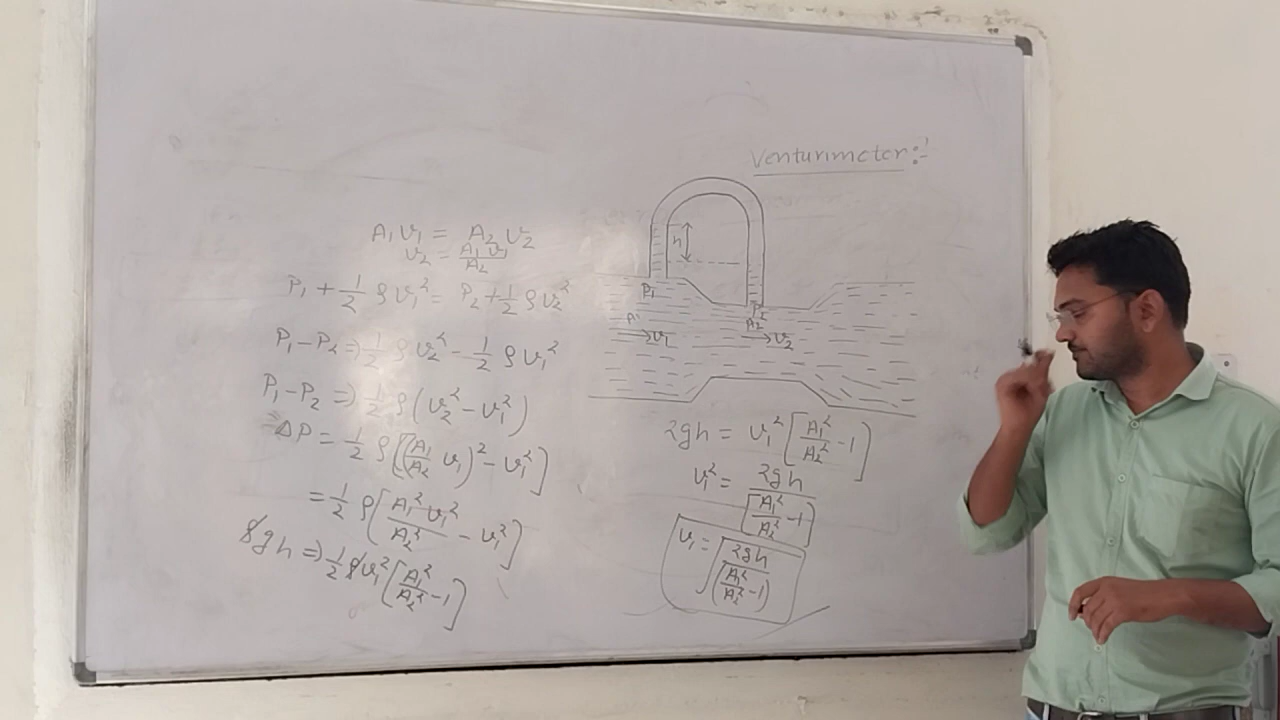 Venturimeter:-
A₁v₁ = A₂v₂
v₂ = A₁v₁/A₂
P₁ + 1/2 ρv₁² = P₂ + 1/2 ρv₂²
P₁-P₂ ⇒ 1/2 ρv₂² - 1/2 ρv₁²
P₁-P₂ ⇒ 1/2 ρ(v₂² - v₁²)
ΔP = 1/2 ρ[(A₁/A₂ v₁)² - v₁²]
= 1/2 ρ[A₁²v₁²/A₂² - v₁²]
ρgh ⇒ 1/2 ρv₁²[A₁²/A₂² - 1]
h
P₁
P₂
A₁
A₂
v₁
v₂
2gh = v₁²[A₁²/A₂² - 1]
v₁² = 2gh/[A₁²/A₂² - 1]
v₁ = √(2gh/(A₁²/A₂² - 1))